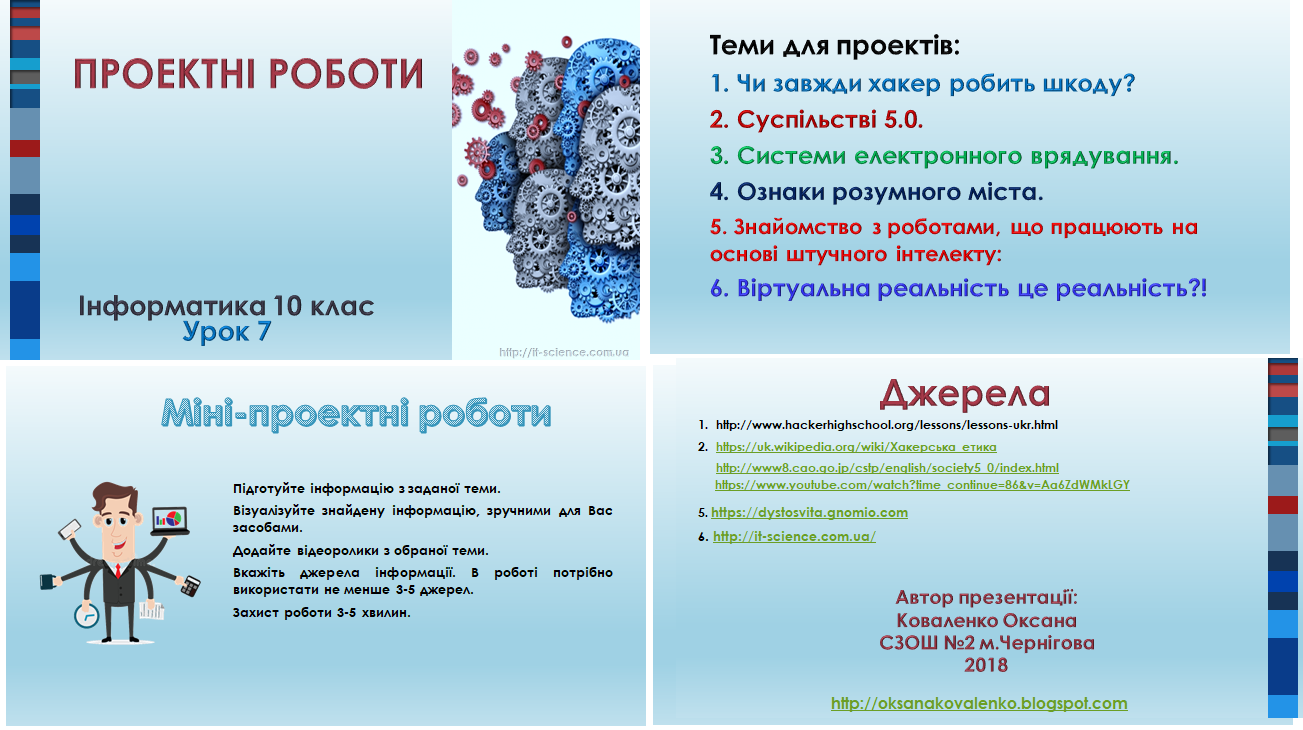 ПРОЕКТНІ РОБОТИ
Інформатика 10 клас
Урок 7
http://it-science.com.ua
Теми для проектів:
1. Чи завжди хакер робить шкоду?
2. Суспільстві 5.0.
3. Системи електронного врядування.
4. Ознаки розумного міста.
5. Знайомство з роботами, що працюють на
основі штучного інтелекту:
6. Віртуальна реальність це реальність?!
Міні-проектні роботи
Підготуйте інформацію з заданої теми.
Візуалізуйте знайдену інформацію, зручними для Вас
засобами.
Додайте відеоролики з обраної теми.
Вкажіть джерела інформації. В роботі потрібно
використати не менше 3-5 джерел.
Захист роботи 3-5 хвилин.
Джерела
1. http://www.hackerhighschool.org/lessons/lessons-ukr.html
2. https://uk.wikipedia.org/wiki/Хакерська_етика
http://www8.cao.go.jp/cstp/english/society5_0/index.html
https://www.youtube.com/watch?time_continue=86&v=Aa6ZdWMkLGY
5. https://dystosvita.gnomio.com
6. http://it-science.com.ua/
Автор презентації:
Коваленко Оксана
СЗОШ №2 м.Чернігова
2018
http://oksanakovalenko.blogspot.com